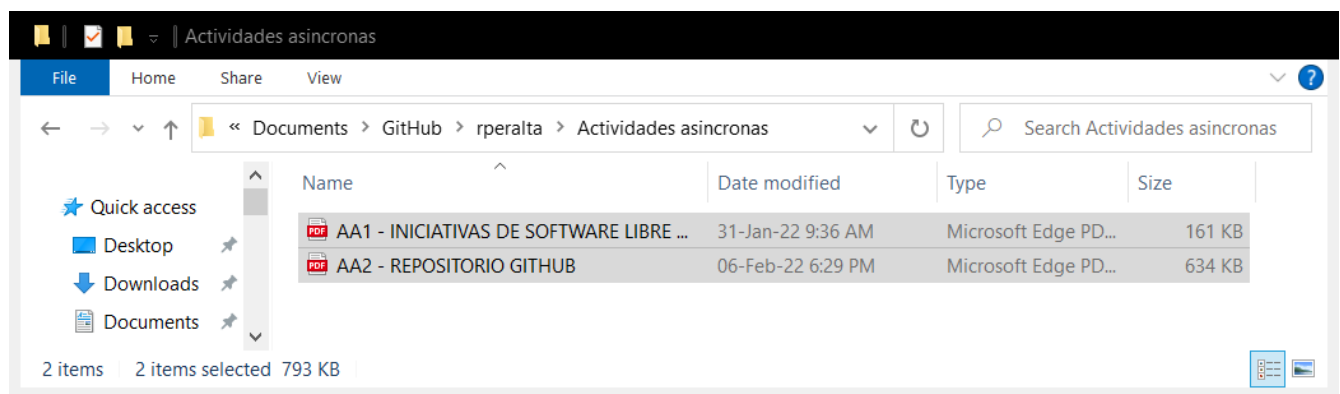 Actividades asincronas
File Home Share View
« Documents > GitHub > rperalta > Actividades asincronas Search Actividades asincronas
Name Date modified Type Size
Quick access
AA1 - INICIATIVAS DE SOFTWARE LIBRE ... 31-Jan-22 9:36 AM Microsoft Edge PD... 161 KB
Desktop
AA2 - REPOSITORIO GITHUB 06-Feb-22 6:29 PM Microsoft Edge PD... 634 KB
Downloads
Documents
2 items 2 items selected 793 KB